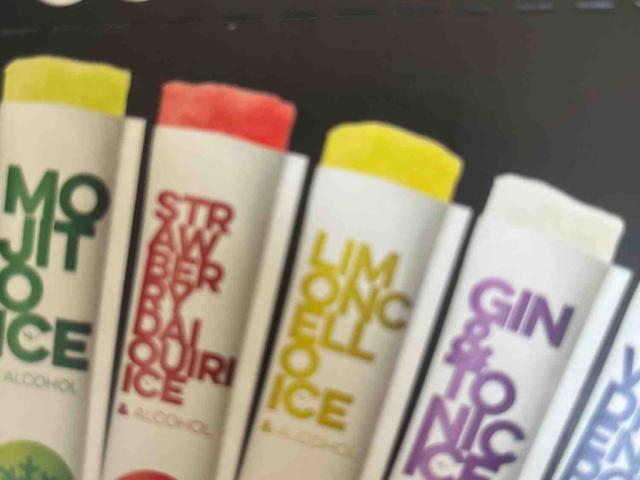 MO
JIT
O
ICE
ALCOHOL
STR
AW
BER
RY
DAI
QUIRI
ICE
& ALCOHOL
LIM
ONC
ELL
O
ICE
& ALCOHOL
GIN
&
TO
NIC
ICE